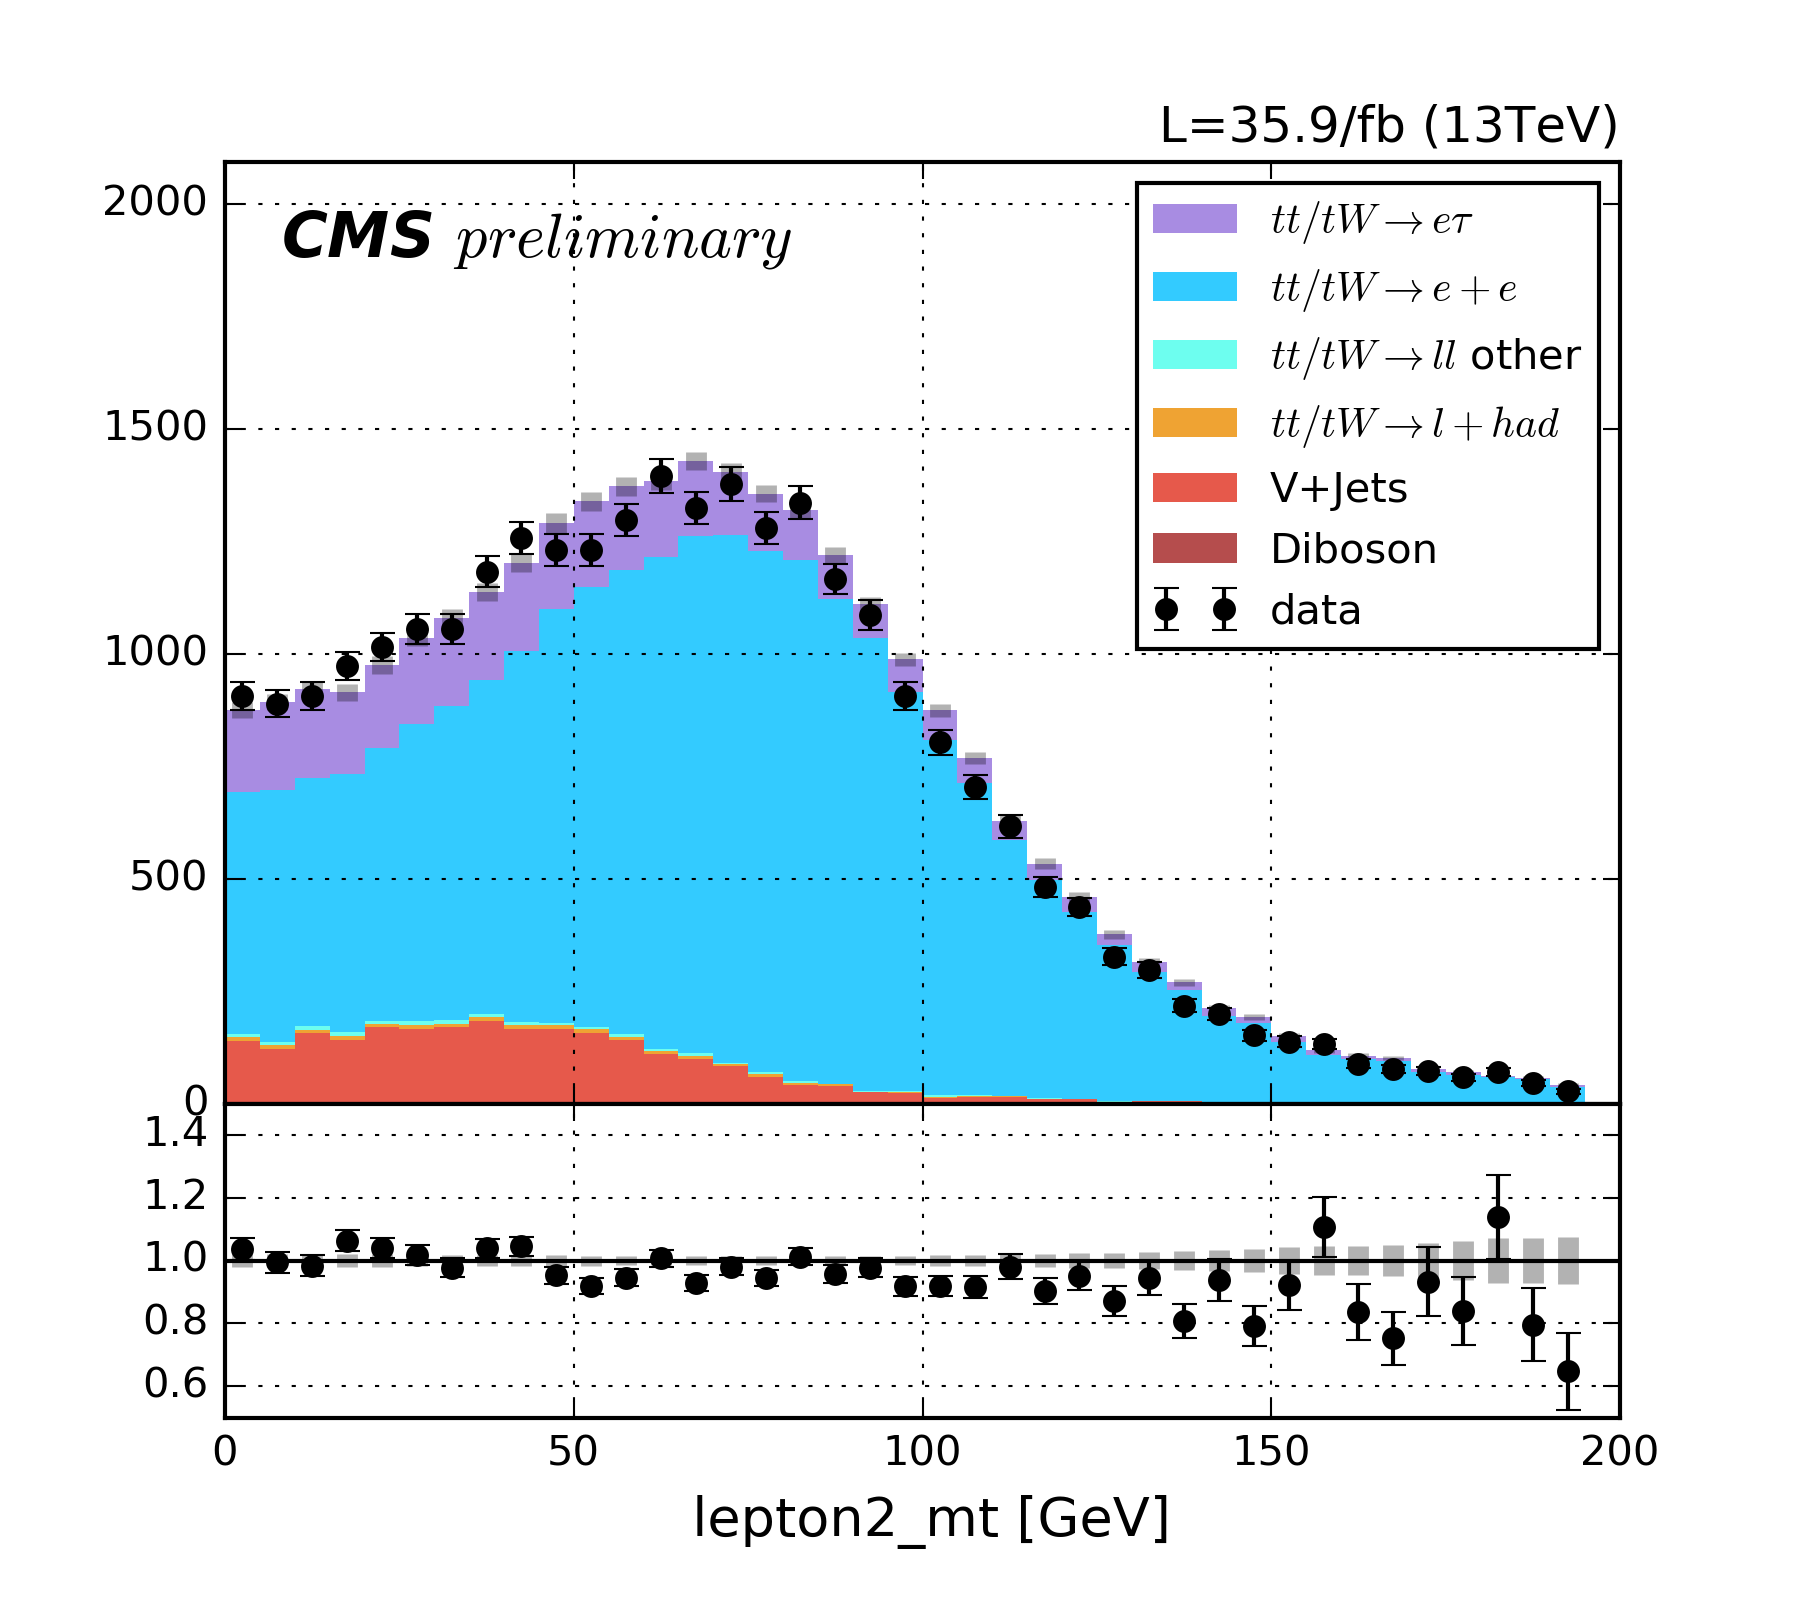 L=35.9/fb (13TeV)
CMS preliminary
2000
1500
1000
500
0
tt/tW→eτ
tt/tW→e+e
tt/tW→ll other
tt/tW→l+had
V+Jets
Diboson
data
1.4
1.2
1.0
0.8
0.6
0 50 100 150 200
lepton2_mt [GeV]